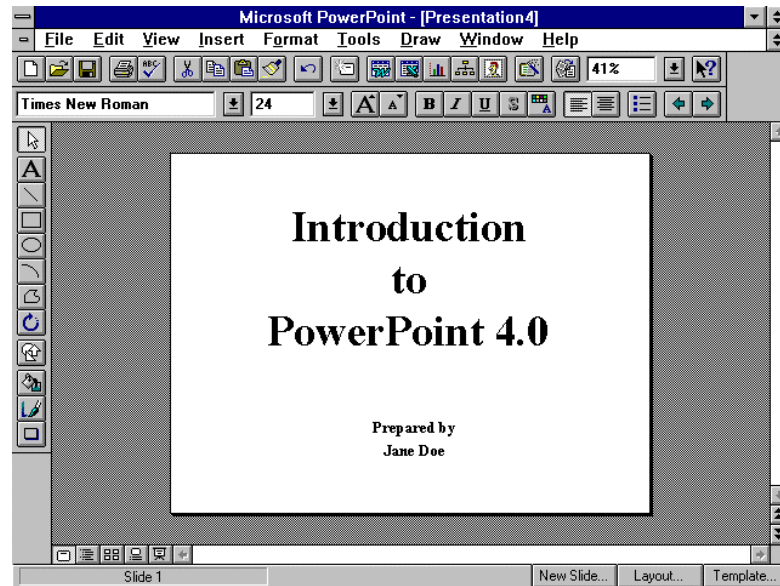 Microsoft PowerPoint - [Presentation4]
File Edit View Insert Format Tools Draw Window Help
ABC 41% ?
Times New Roman 24 A A B I U S A
A
Introduction
to
PowerPoint 4.0
Prepared by
Jane Doe
Slide 1 New Slide... Layout... Template...